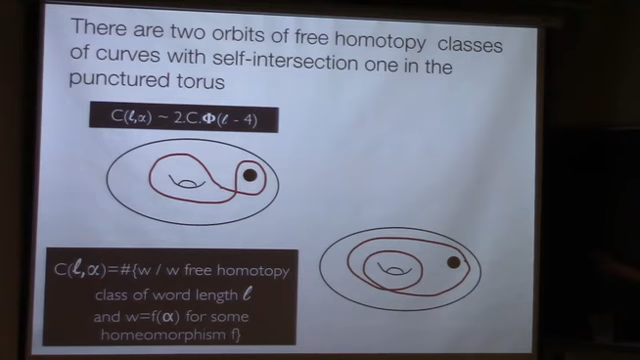 There are two orbits of free homotopy classes
of curves with self-intersection one in the
punctured torus
C(ℓ,α) ~ 2.C.Φ(ℓ - 4)
C(ℓ,α)=#{w / w free homotopy
class of word length ℓ
and w=f(α) for some
homeomorphism f}